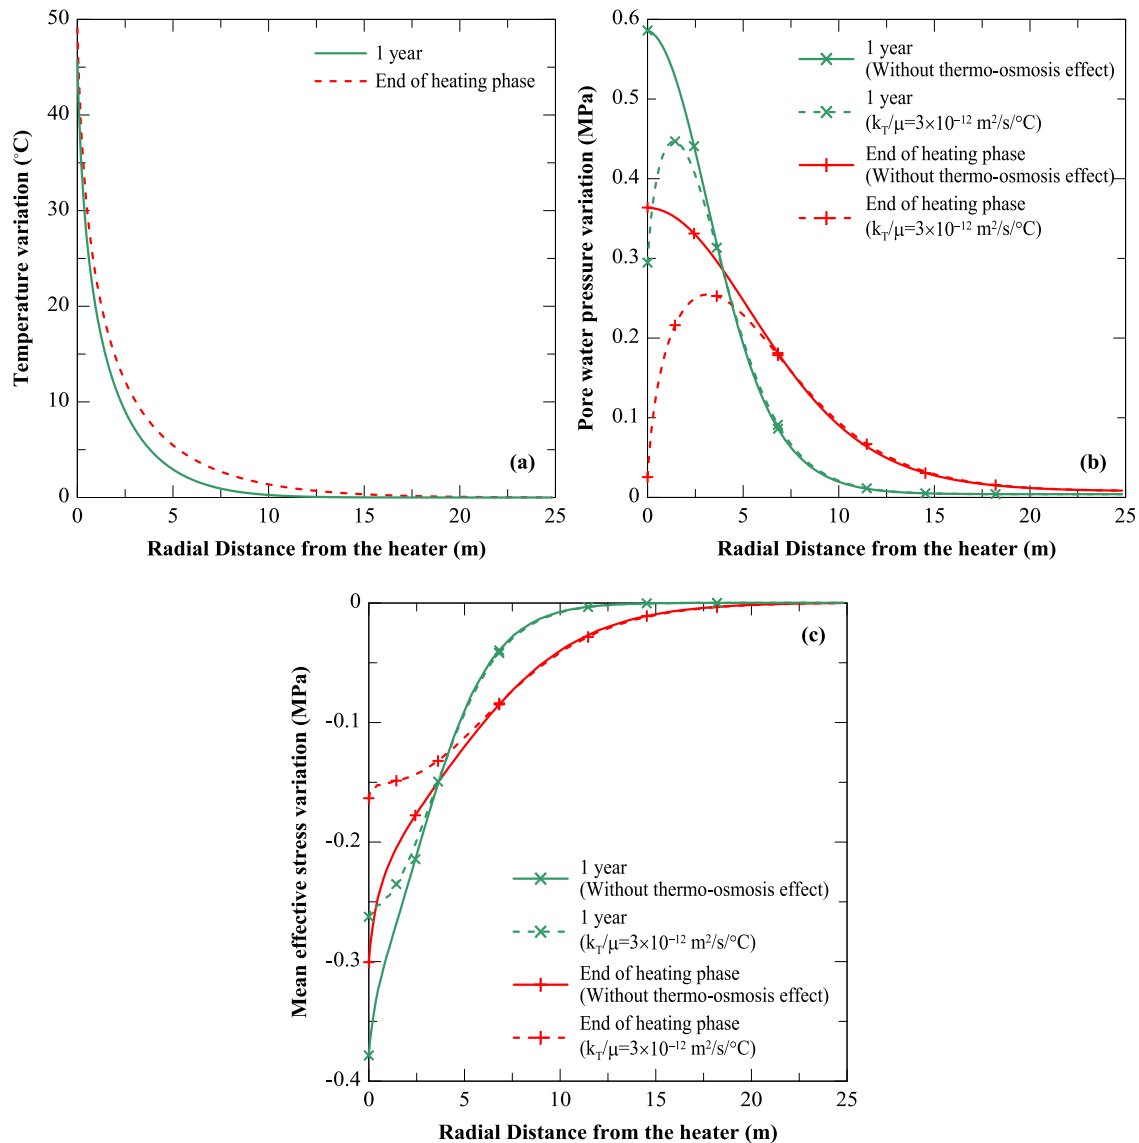 50
40
30
20
10
0
Temperature variation (°C)
1 year
End of heating phase
(a)
0 5 10 15 20 25
Radial Distance from the heater (m)
0.6
0.5
0.4
0.3
0.2
0.1
0
Pore water pressure variation (MPa)
1 year
(Without thermo-osmosis effect)
1 year
(k_T/μ=3×10⁻¹² m²/s/°C)
End of heating phase
(Without thermo-osmosis effect)
End of heating phase
(k_T/μ=3×10⁻¹² m²/s/°C)
(b)
0 5 10 15 20 25
Radial Distance from the heater (m)
0
-0.1
-0.2
-0.3
-0.4
Mean effective stress variation (MPa)
(c)
1 year
(Without thermo-osmosis effect)
1 year
(k_T/μ=3×10⁻¹² m²/s/°C)
End of heating phase
(Without thermo-osmosis effect)
End of heating phase
(k_T/μ=3×10⁻¹² m²/s/°C)
0 5 10 15 20 25
Radial Distance from the heater (m)